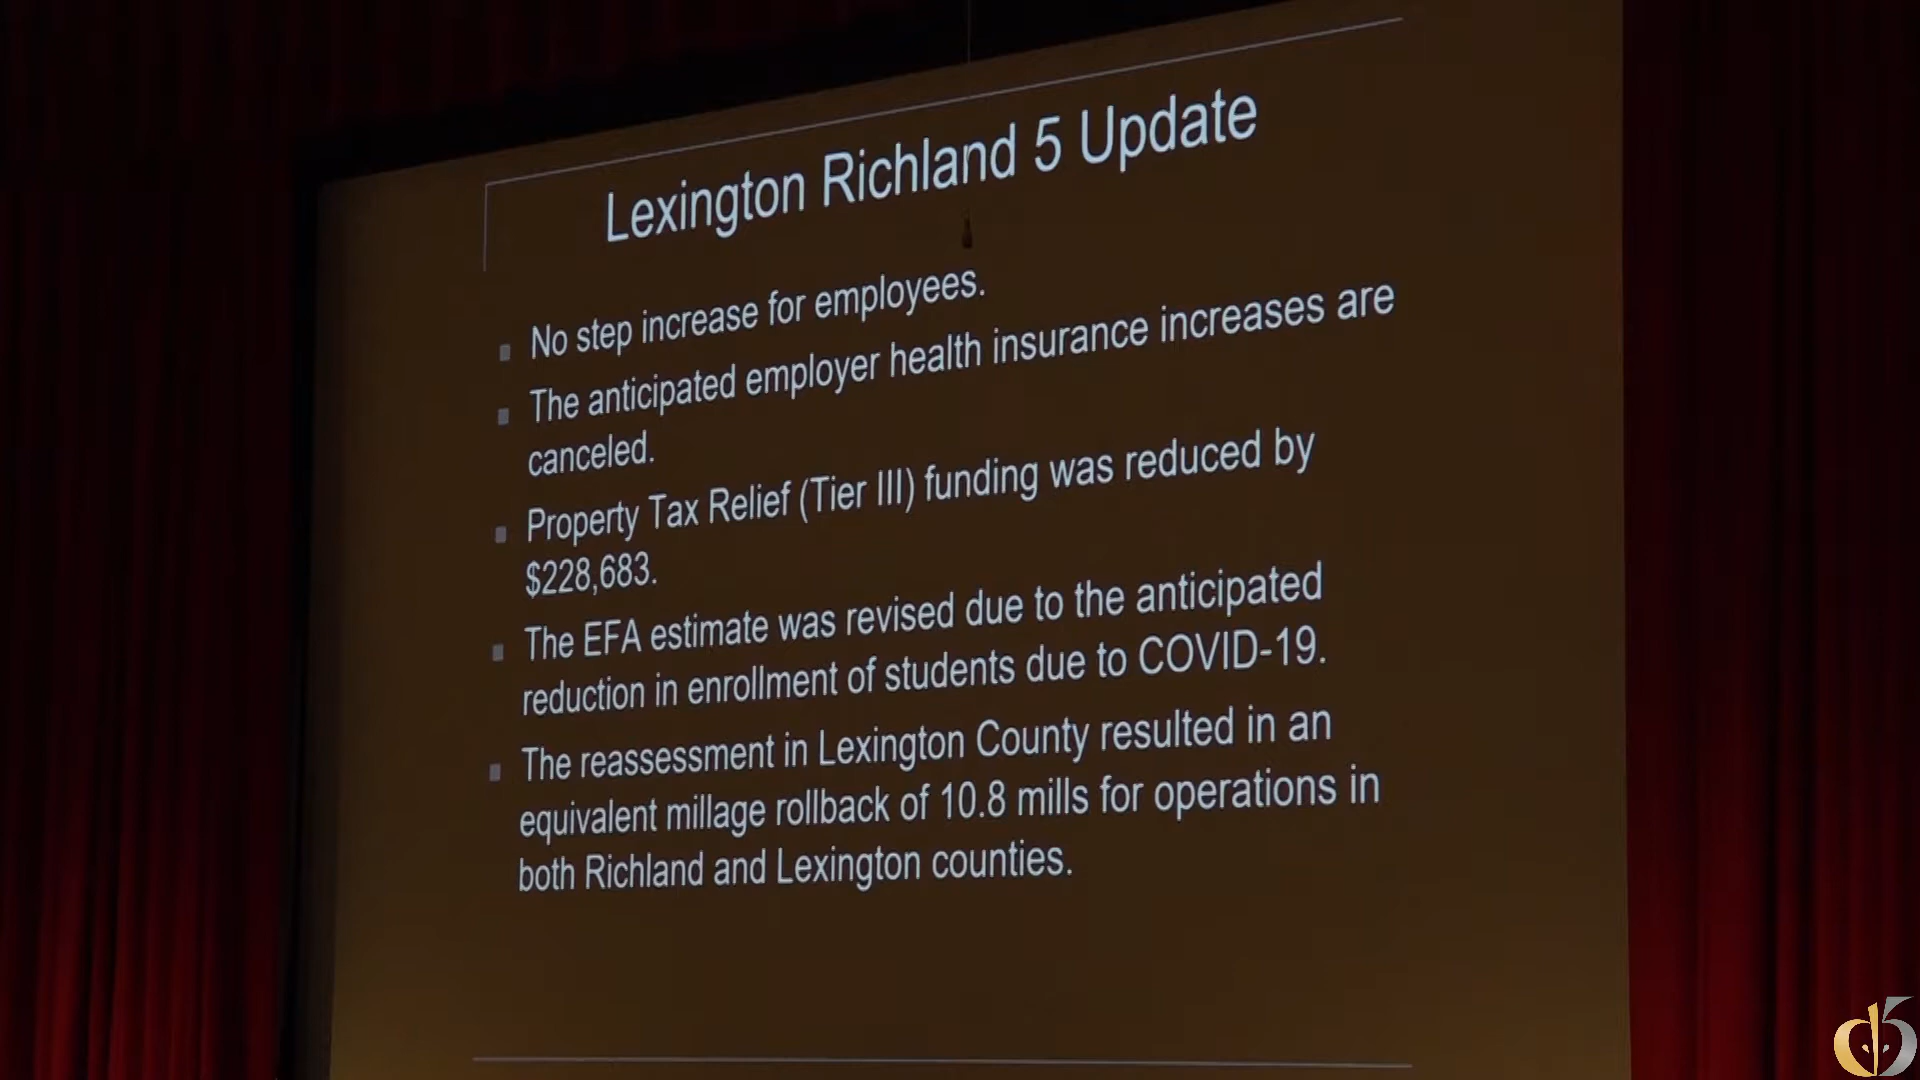 Lexington Richland 5 Update
No step increase for employees.
The anticipated employer health insurance increases are
canceled.
Property Tax Relief (Tier III) funding was reduced by
$228,683.
The EFA estimate was revised due to the anticipated
reduction in enrollment of students due to COVID-19.
The reassessment in Lexington County resulted in an
equivalent millage rollback of 10.8 mills for operations in
both Richland and Lexington counties.